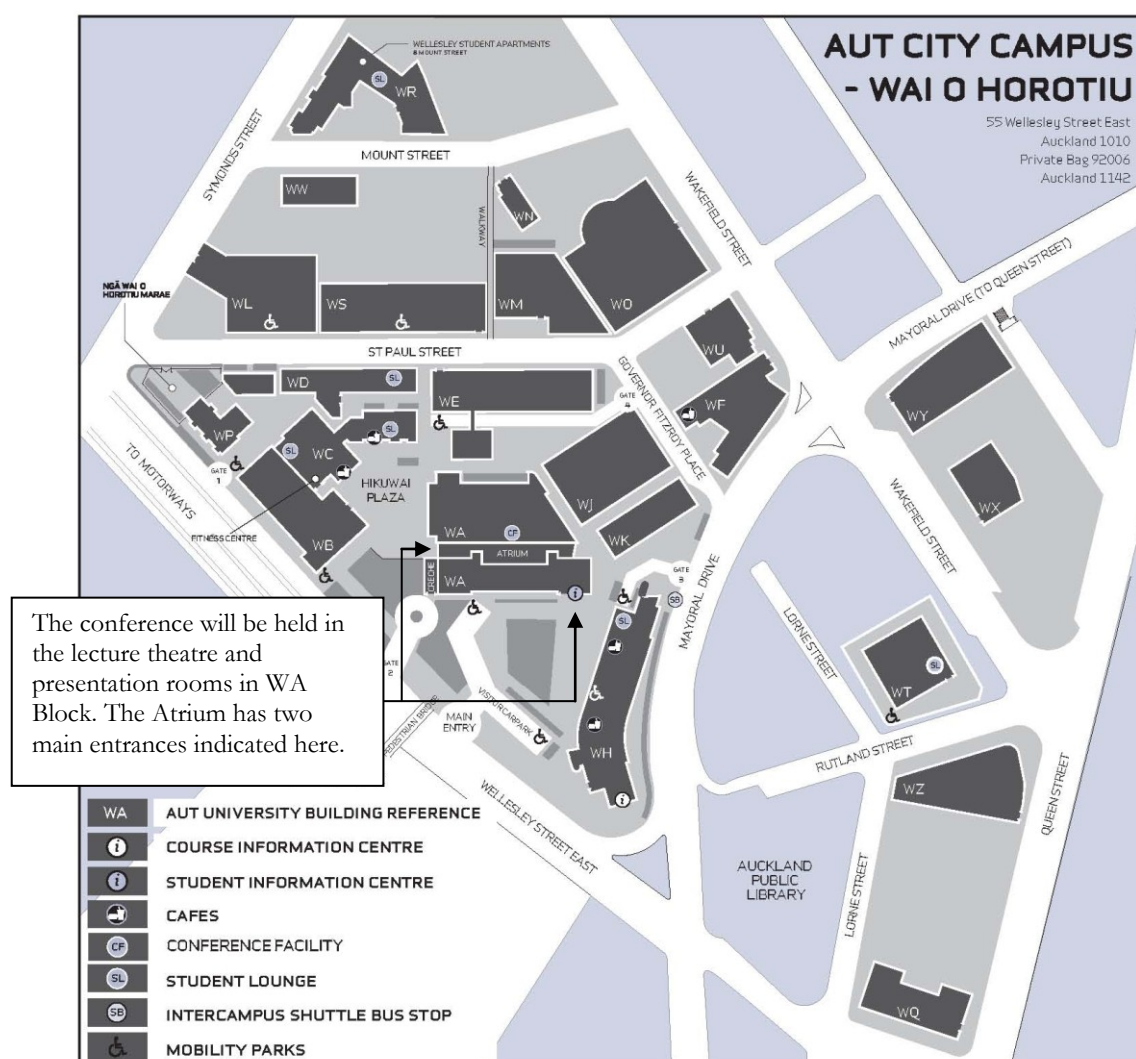 AUT CITY CAMPUS
- WAI O HOROTIU
55 Wellesley Street East
Auckland 1010
Private Bag 92006
Auckland 1142
WELLESLEY STUDENT APARTMENTS
6 MOUNT STREET
SL
WR
SYMONDS STREET
MOUNT STREET
WAKEFIELD STREET
WW
WALKWAY
WN
MAYORAL DRIVE (TO QUEEN STREET)
NGĀ WAI O
HOROTIU MARAE
WL
WS
WM
WO
ST PAUL STREET
WU
GOVERNOR FITZROY PLACE
WD
SL
WE
GATE
4
WF
WY
WP
SL
WC
SL
TO MOTORWAYS
GATE
1
HIKUWAI
PLAZA
WJ
WAKEFIELD STREET
WX
FITNESS CENTRE
WB
WA
CF
WK
ATRIUM
CRECHE
WA
i
GATE
3
SB
MAYORAL DRIVE
SL
LORNE STREET
The conference will be held in
the lecture theatre and
presentation rooms in WA
Block. The Atrium has two
main entrances indicated here.
GATE
2
WT
SL
PEDESTRIAN BRIDGE
MAIN
ENTRY
VISITOR CARPARK
WH
i
RUTLAND STREET
WZ
QUEEN STREET
WELLESLEY STREET EAST
AUCKLAND
PUBLIC
LIBRARY
LORNE STREET
WQ
WA AUT UNIVERSITY BUILDING REFERENCE
i COURSE INFORMATION CENTRE
i STUDENT INFORMATION CENTRE
CAFES
CF CONFERENCE FACILITY
SL STUDENT LOUNGE
SB INTERCAMPUS SHUTTLE BUS STOP
MOBILITY PARKS